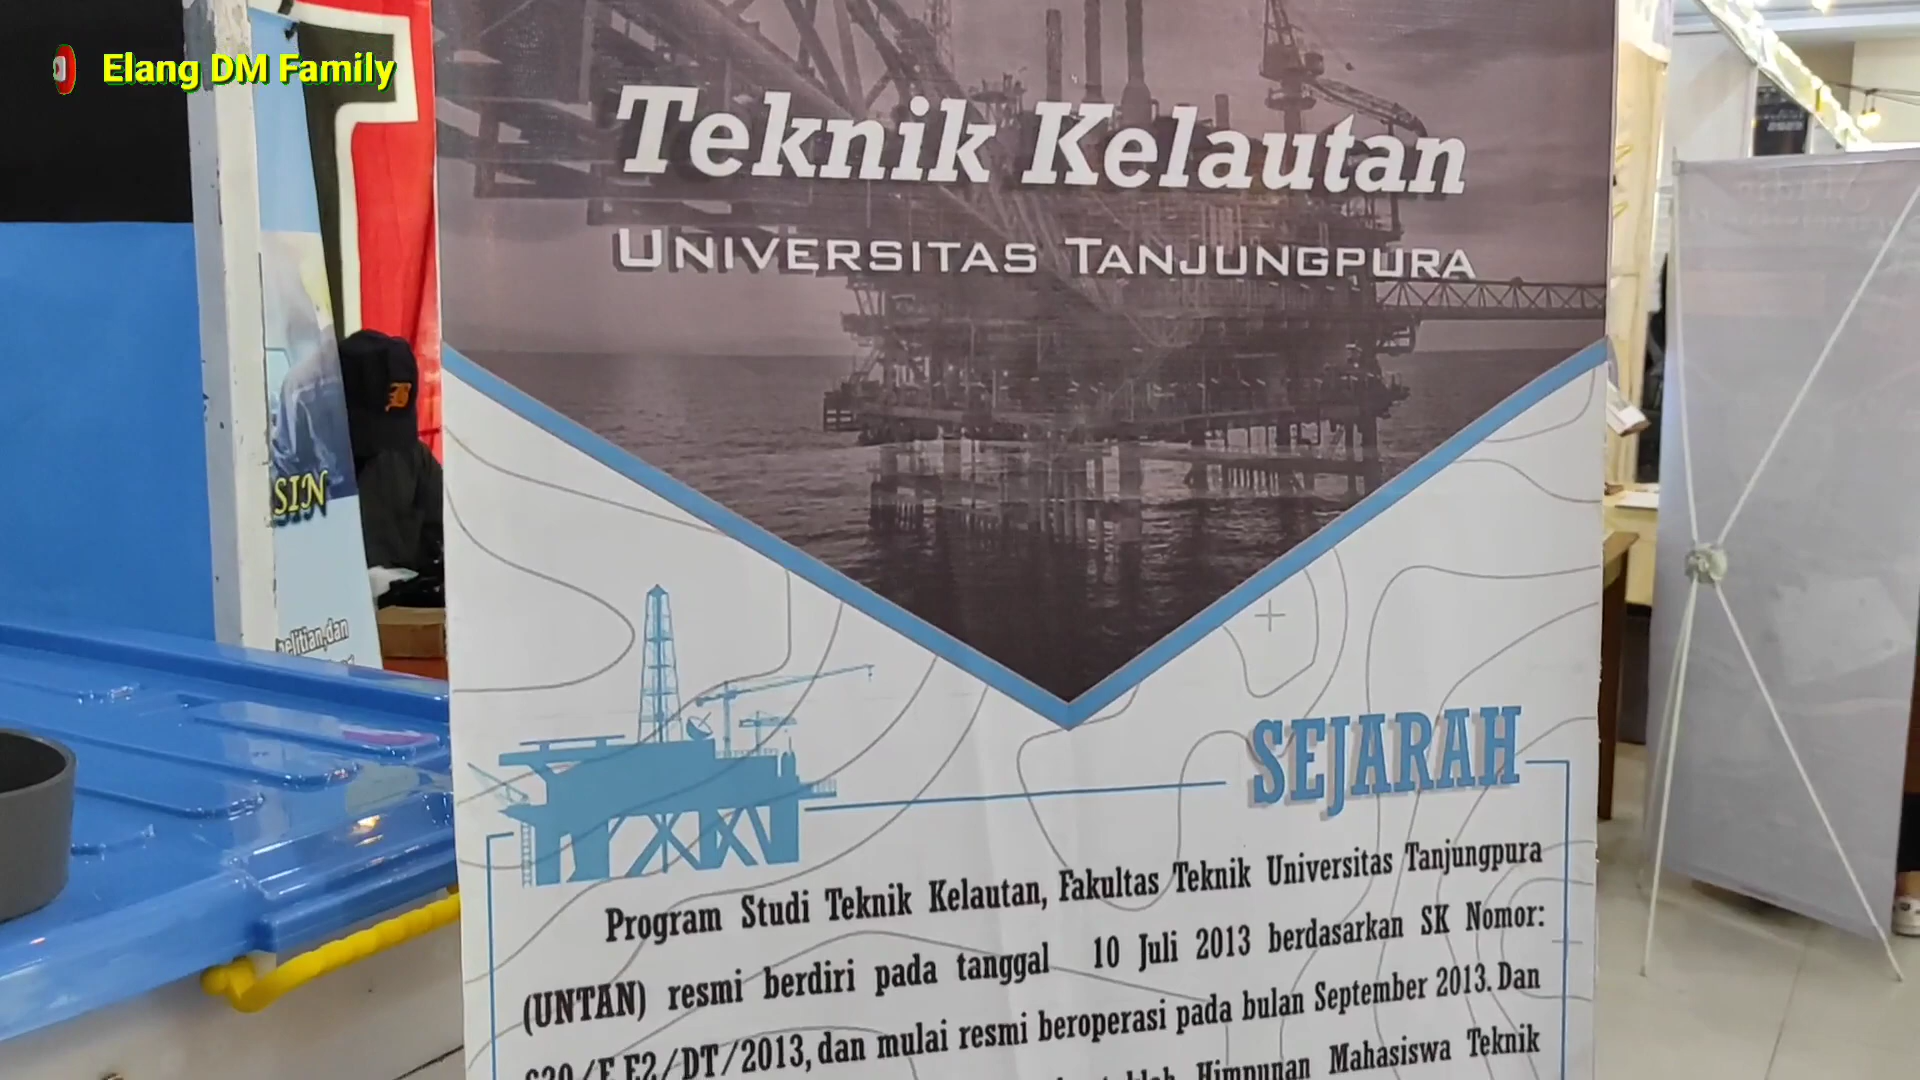 Elang DM Family
Teknik Kelautan
UNIVERSITAS TANJUNGPURA
SIN
dan
SEJARAH
Program Studi Teknik Kelautan, Fakultas Teknik Universitas Tanjungpura
(UNTAN) resmi berdiri pada tanggal 10 Juli 2013 berdasarkan SK Nomor:
E2/DT/2013, dan mulai resmi beroperasi pada bulan September 2013. Dan
Himpunan Mahasiswa Teknik